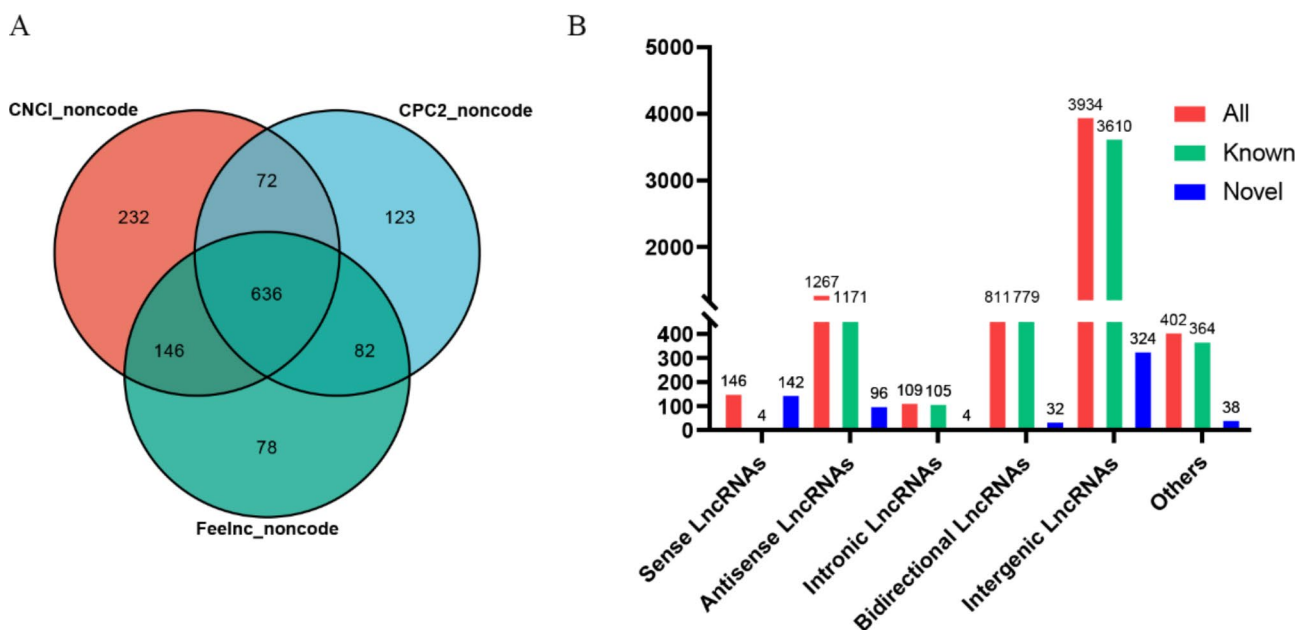 A
CNCI_noncode
CPC2_noncode
72
232
123
636
146
82
78
Feelnc_noncode
B
5000
4000
3000
2000
400
300
200
100
0
All
Known
Novel
146
4
142
1267
1171
96
109
105
4
811
779
32
3934
3610
324
402
364
38
Sense LncRNAs
Antisense LncRNAs
Intronic LncRNAs
Bidirectional LncRNAs
Intergenic LncRNAs
Others